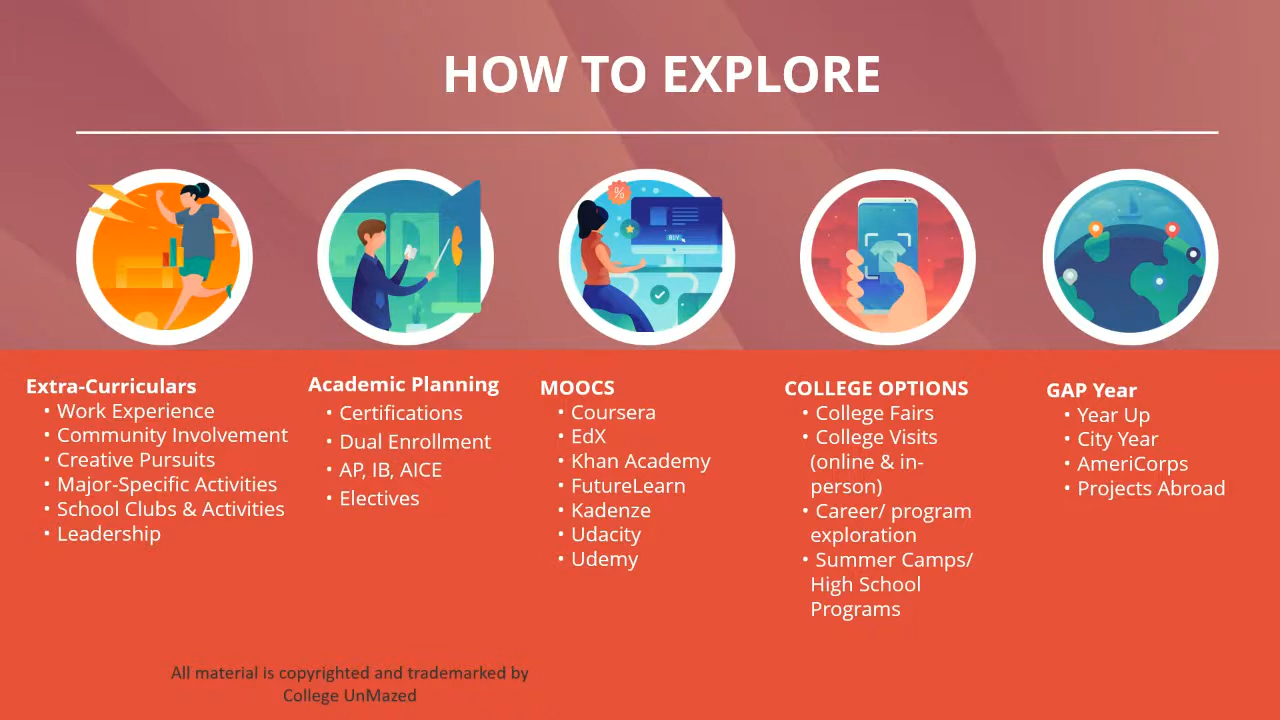 HOW TO EXPLORE
%
BUY
Extra-Curriculars
• Work Experience
• Community Involvement
• Creative Pursuits
• Major-Specific Activities
• School Clubs & Activities
• Leadership
Academic Planning
• Certifications
• Dual Enrollment
• AP, IB, AICE
• Electives
MOOCS
• Coursera
• EdX
• Khan Academy
• FutureLearn
• Kadenze
• Udacity
• Udemy
COLLEGE OPTIONS
• College Fairs
• College Visits
(online & in-
person)
• Career/ program
exploration
• Summer Camps/
High School
Programs
GAP Year
• Year Up
• City Year
• AmeriCorps
• Projects Abroad
All material is copyrighted and trademarked by
College UnMazed